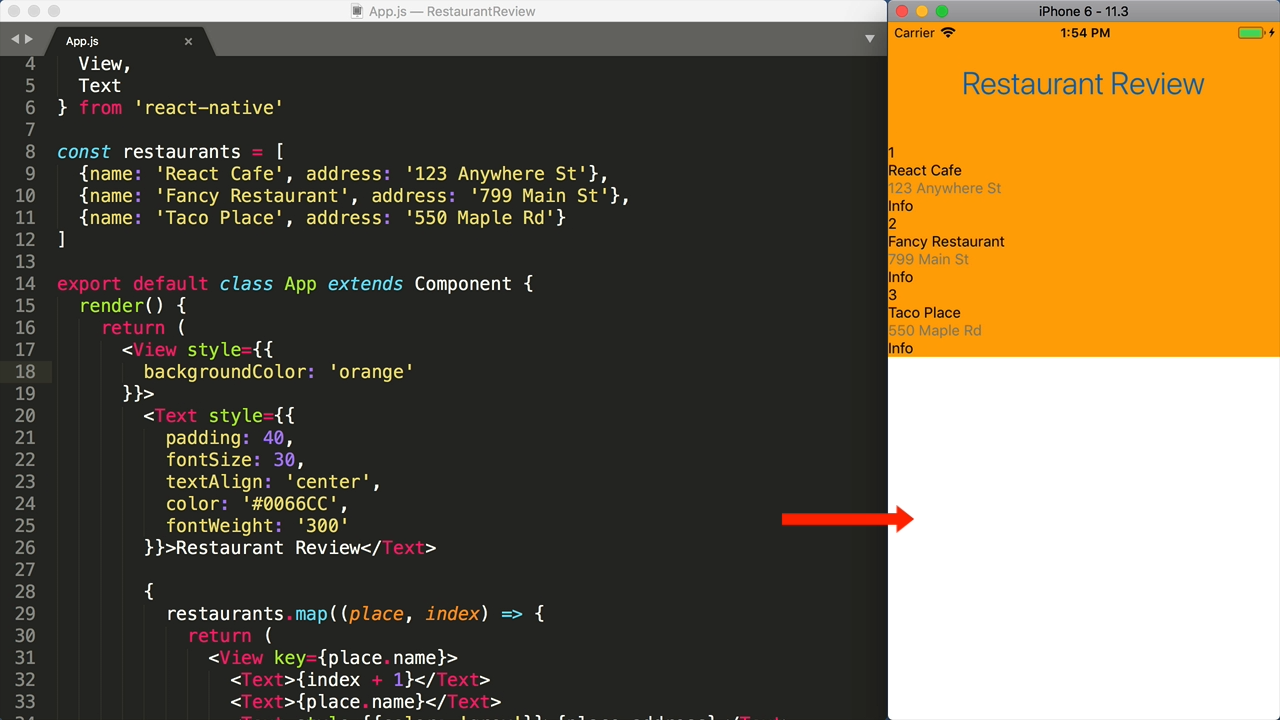 App.js — RestaurantReview
App.js
4 View,
5 Text
6 } from 'react-native'
7
8 const restaurants = [
9 {name: 'React Cafe', address: '123 Anywhere St'},
10 {name: 'Fancy Restaurant', address: '799 Main St'},
11 {name: 'Taco Place', address: '550 Maple Rd'}
12 ]
13
14 export default class App extends Component {
15 render() {
16 return (
17 <View style={{
18 backgroundColor: 'orange'
19 }}>
20 <Text style={{
21 padding: 40,
22 fontSize: 30,
23 textAlign: 'center',
24 color: '#0066CC',
25 fontWeight: '300'
26 }}>Restaurant Review</Text>
27
28 {
29 restaurants.map((place, index) => {
30 return (
31 <View key={place.name}>
32 <Text>{index + 1}</Text>
33 <Text>{place.name}</Text>
iPhone 6 - 11.3
Carrier 1:54 PM
Restaurant Review
1
React Cafe
123 Anywhere St
Info
2
Fancy Restaurant
799 Main St
Info
3
Taco Place
550 Maple Rd
Info